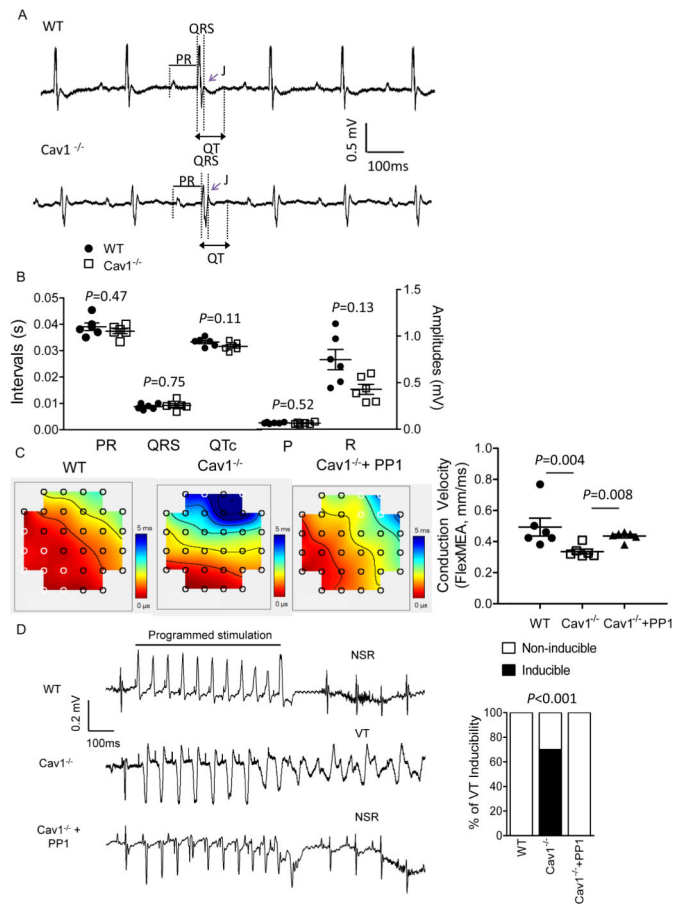 A
WT
QRS
PR
J
QT
0.5 mV
100ms
Cav1 -/-
QRS
PR
J
QT
WT
Cav1-/-
B
Intervals (s)
0.05
0.04
0.03
0.02
0.01
0.00
P=0.47
P=0.75
P=0.11
P=0.52
P=0.13
1.5
1.0
0.5
0.0
Amplitudes (mV)
PR QRS QTc P R
C
WT
5 ms
0 µs
Cav1-/-
5 ms
0 µs
Cav1-/-+ PP1
5 ms
0 µs
Conduction Velocity
(FlexMEA, mm/ms)
1.0
0.8
0.6
0.4
0.2
0.0
P=0.004
P=0.008
WT Cav1-/- Cav1-/-+PP1
D
Programmed stimulation
WT
NSR
0.2 mV
100ms
Cav1-/-
VT
Cav1-/- +
PP1
NSR
Non-inducible
Inducible
P<0.001
% of VT Inducibility
100
80
60
40
20
0
WT
Cav1-/-
Cav1-/-+PP1